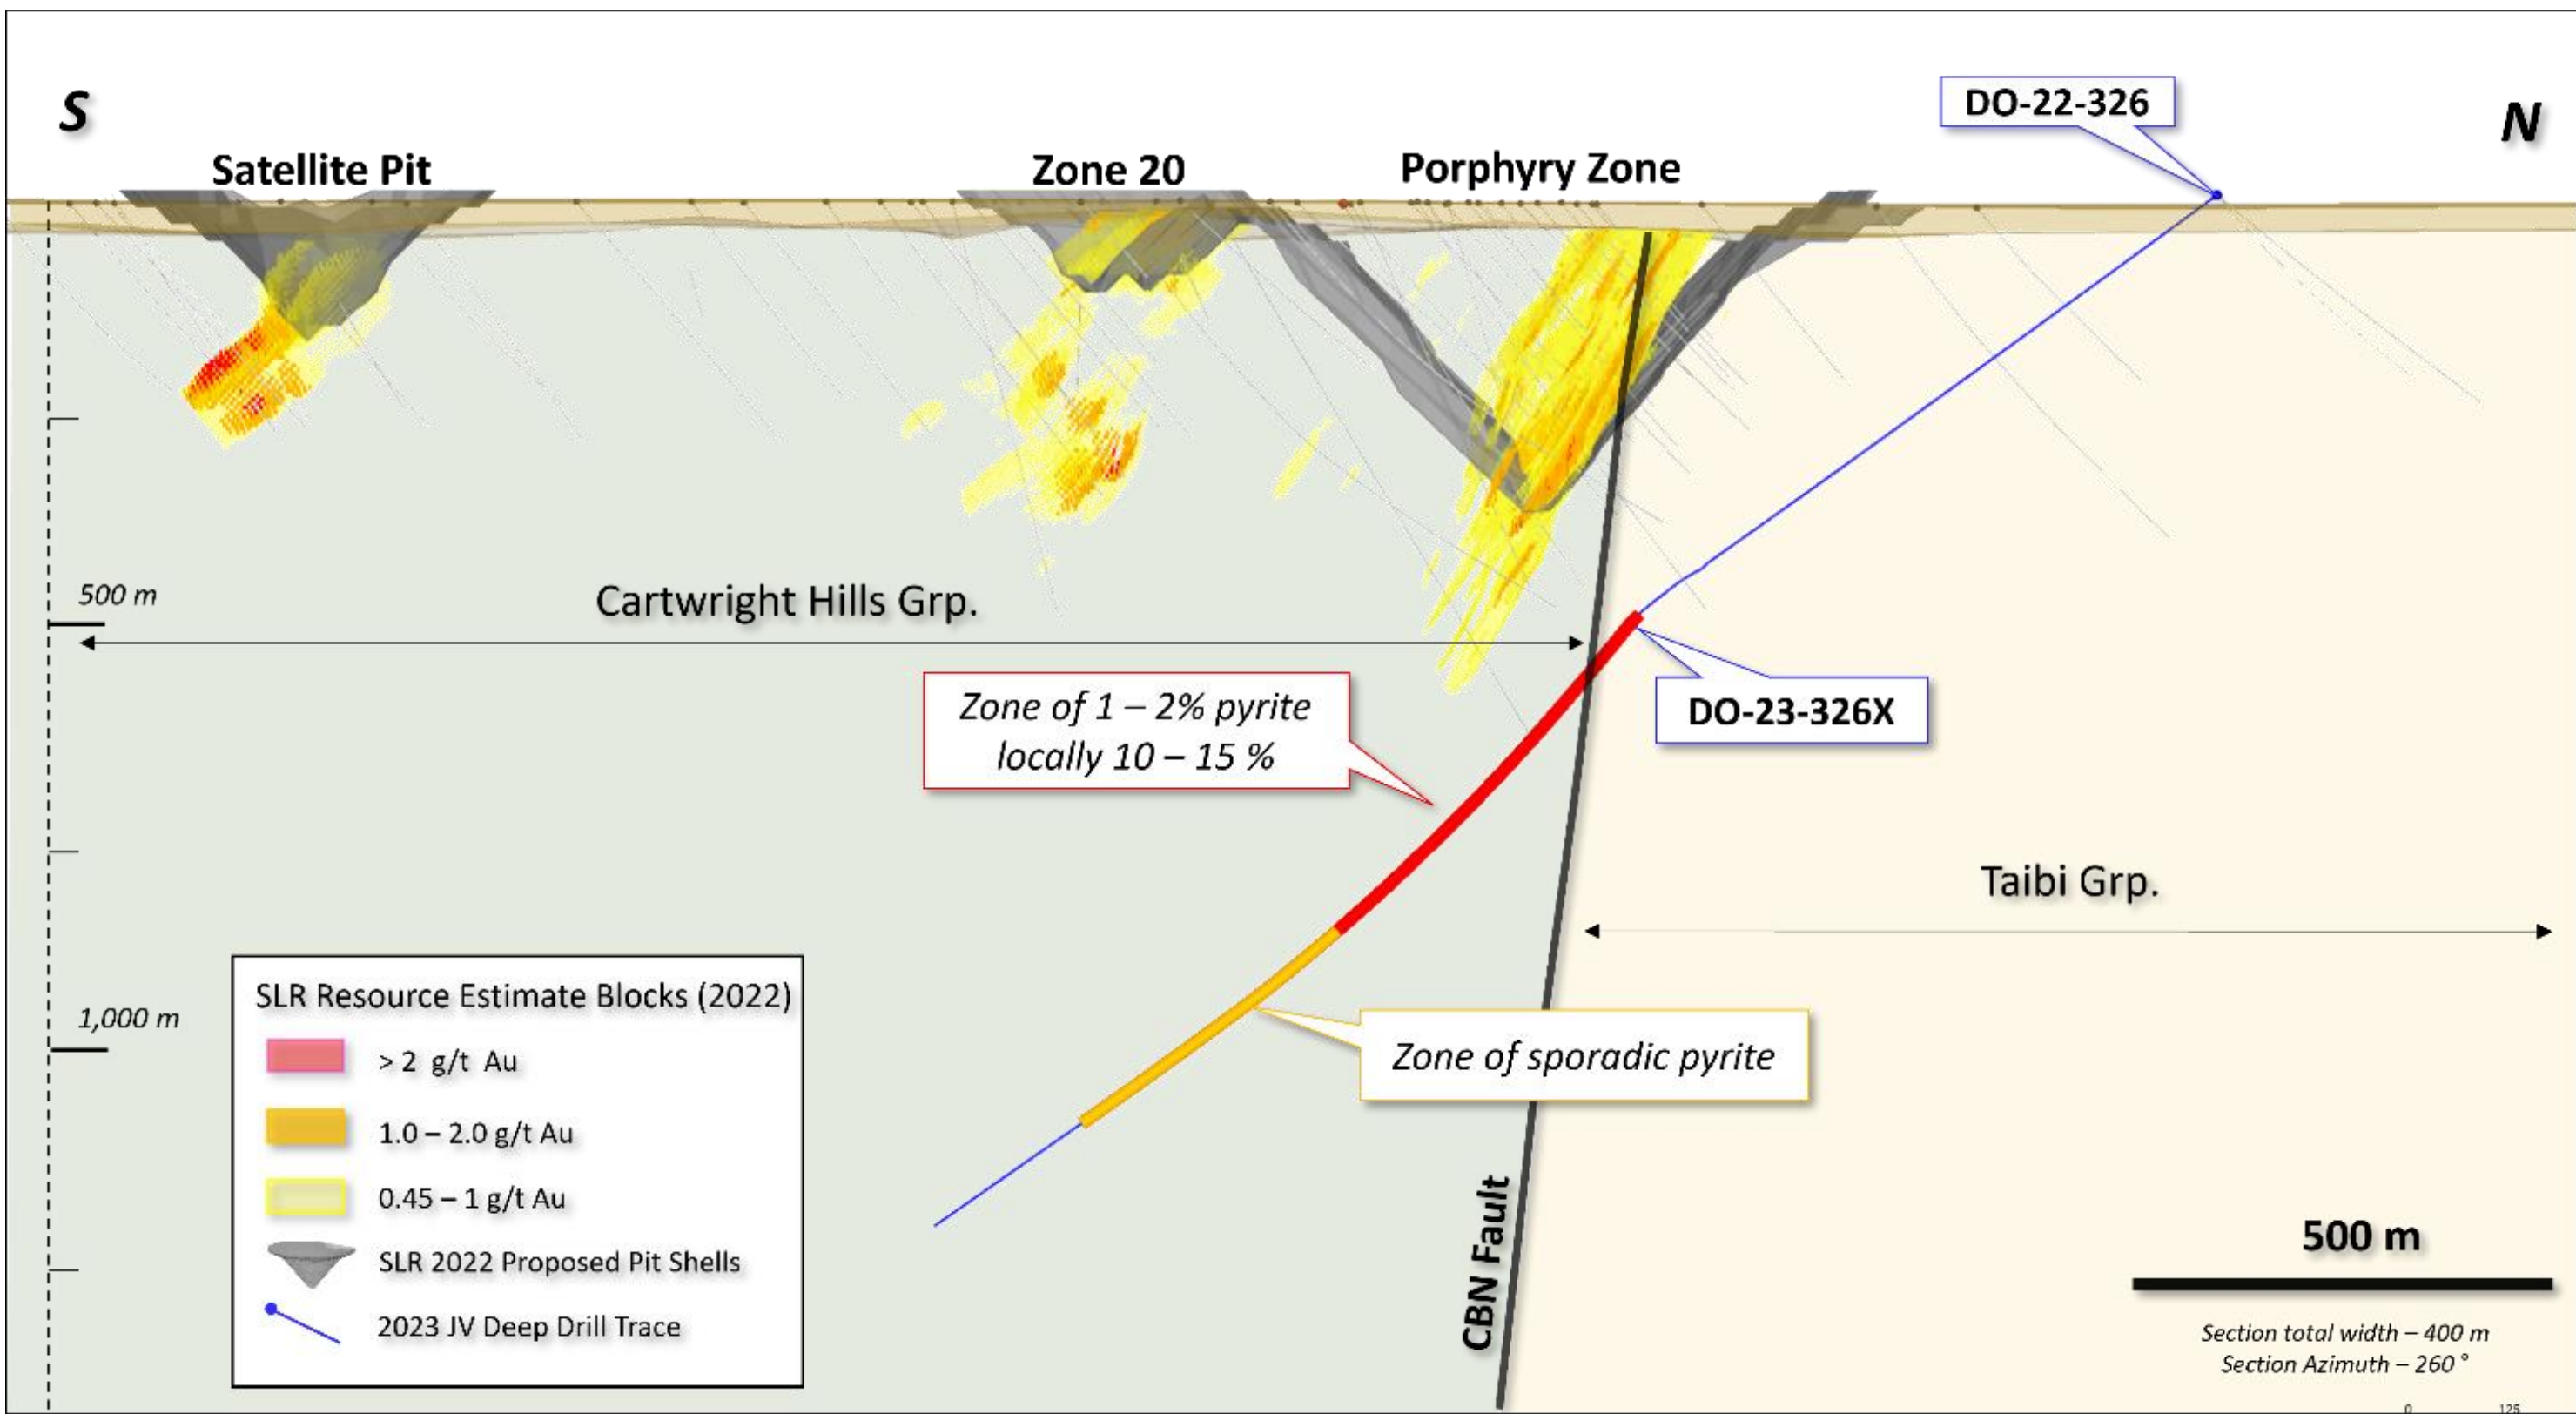 S
DO-22-326
N
Satellite Pit
Zone 20
Porphyry Zone
500 m
Cartwright Hills Grp.
Zone of 1 – 2% pyrite
locally 10 – 15 %
DO-23-326X
Taibi Grp.
1,000 m
Zone of sporadic pyrite
SLR Resource Estimate Blocks (2022)
> 2 g/t Au
1.0 – 2.0 g/t Au
0.45 – 1 g/t Au
SLR 2022 Proposed Pit Shells
2023 JV Deep Drill Trace
CBN Fault
500 m
Section total width – 400 m
Section Azimuth – 260 °
0 125